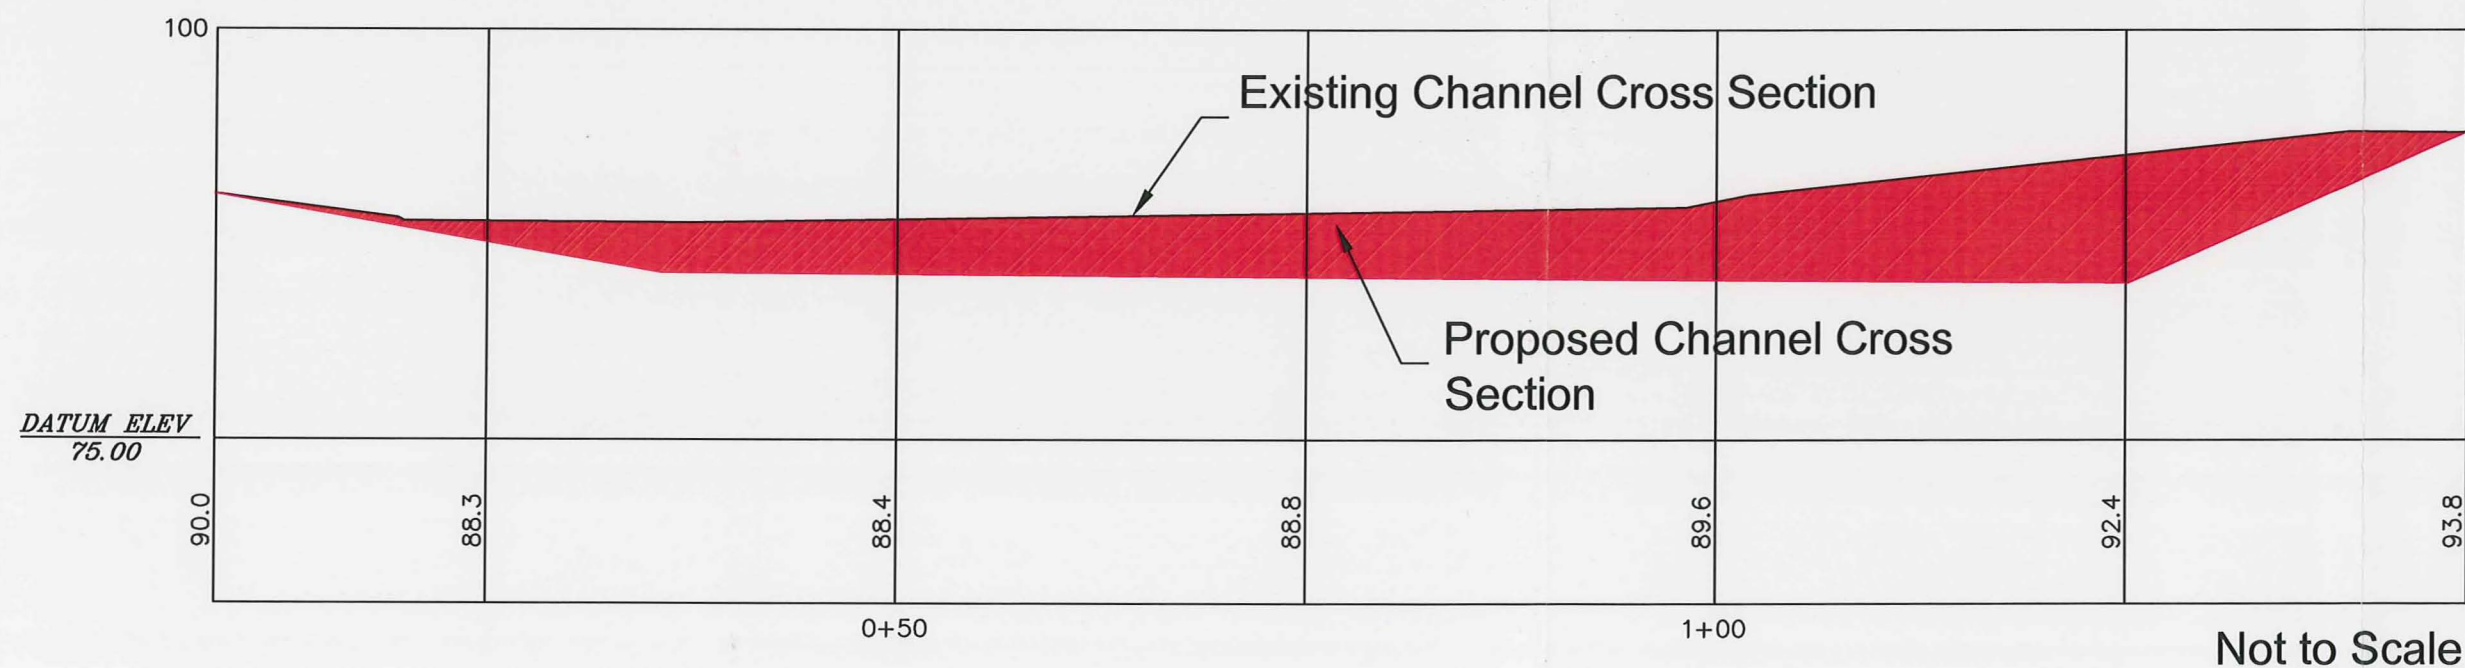 100
Existing Channel Cross Section
Proposed Channel Cross
Section
DATUM ELEV
75.00
90.0
88.3
88.4
88.8
89.6
92.4
93.8
0+50
1+00
Not to Scale